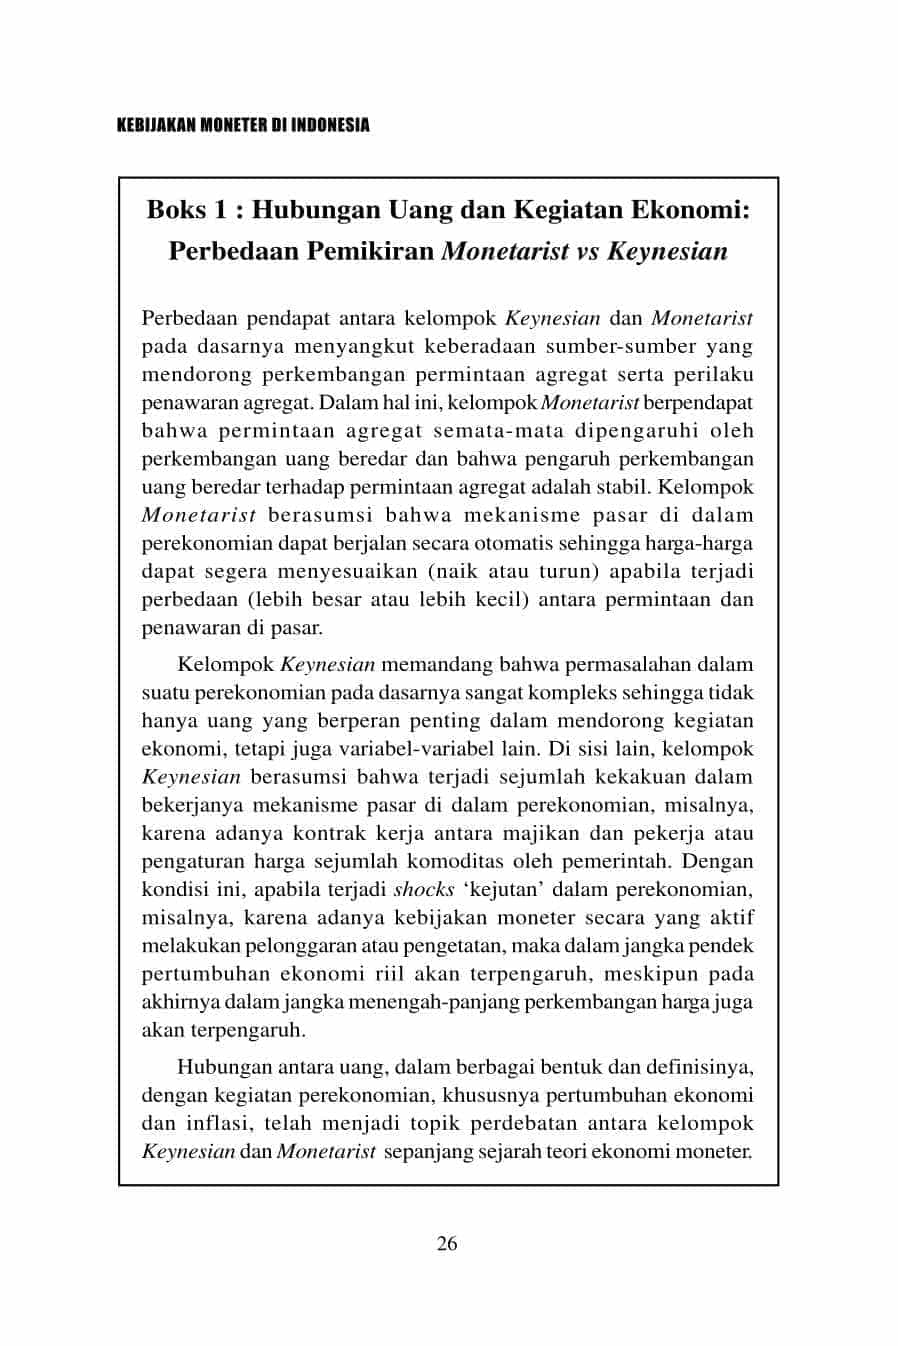 KEBIJAKAN MONETER DI INDONESIA
Boks 1 : Hubungan Uang dan Kegiatan Ekonomi:
Perbedaan Pemikiran Monetarist vs Keynesian
Perbedaan pendapat antara kelompok Keynesian dan Monetarist
pada dasarnya menyangkut keberadaan sumber-sumber yang
mendorong perkembangan permintaan agregat serta perilaku
penawaran agregat. Dalam hal ini, kelompok Monetarist berpendapat
bahwa permintaan agregat semata-mata dipengaruhi oleh
perkembangan uang beredar dan bahwa pengaruh perkembangan
uang beredar terhadap permintaan agregat adalah stabil. Kelompok
Monetarist berasumsi bahwa mekanisme pasar di dalam
perekonomian dapat berjalan secara otomatis sehingga harga-harga
dapat segera menyesuaikan (naik atau turun) apabila terjadi
perbedaan (lebih besar atau lebih kecil) antara permintaan dan
penawaran di pasar.
Kelompok Keynesian memandang bahwa permasalahan dalam
suatu perekonomian pada dasarnya sangat kompleks sehingga tidak
hanya uang yang berperan penting dalam mendorong kegiatan
ekonomi, tetapi juga variabel-variabel lain. Di sisi lain, kelompok
Keynesian berasumsi bahwa terjadi sejumlah kekakuan dalam
bekerjanya mekanisme pasar di dalam perekonomian, misalnya,
karena adanya kontrak kerja antara majikan dan pekerja atau
pengaturan harga sejumlah komoditas oleh pemerintah. Dengan
kondisi ini, apabila terjadi shocks ‘kejutan’ dalam perekonomian,
misalnya, karena adanya kebijakan moneter secara yang aktif
melakukan pelonggaran atau pengetatan, maka dalam jangka pendek
pertumbuhan ekonomi riil akan terpengaruh, meskipun pada
akhirnya dalam jangka menengah-panjang perkembangan harga juga
akan terpengaruh.
Hubungan antara uang, dalam berbagai bentuk dan definisinya,
dengan kegiatan perekonomian, khususnya pertumbuhan ekonomi
dan inflasi, telah menjadi topik perdebatan antara kelompok
Keynesian dan Monetarist sepanjang sejarah teori ekonomi moneter.
26